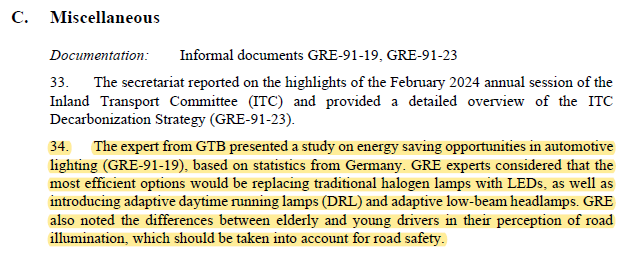 C. Miscellaneous
Documentation: Informal documents GRE-91-19, GRE-91-23
33. The secretariat reported on the highlights of the February 2024 annual session of the
Inland Transport Committee (ITC) and provided a detailed overview of the ITC
Decarbonization Strategy (GRE-91-23).
34. The expert from GTB presented a study on energy saving opportunities in automotive
lighting (GRE-91-19), based on statistics from Germany. GRE experts considered that the
most efficient options would be replacing traditional halogen lamps with LEDs, as well as
introducing adaptive daytime running lamps (DRL) and adaptive low-beam headlamps. GRE
also noted the differences between elderly and young drivers in their perception of road
illumination, which should be taken into account for road safety.